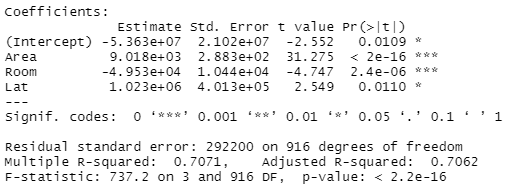 Coefficients:
Estimate Std. Error t value Pr(>|t|)
(Intercept) -5.363e+07 2.102e+07 -2.552 0.0109 *
Area 9.018e+03 2.883e+02 31.275 < 2e-16 ***
Room -4.953e+04 1.044e+04 -4.747 2.4e-06 ***
Lat 1.023e+06 4.013e+05 2.549 0.0110 *
---
Signif. codes: 0 ‘***’ 0.001 ‘**’ 0.01 ‘*’ 0.05 ‘.’ 0.1 ‘ ’ 1
Residual standard error: 292200 on 916 degrees of freedom
Multiple R-squared: 0.7071, Adjusted R-squared: 0.7062
F-statistic: 737.2 on 3 and 916 DF, p-value: < 2.2e-16